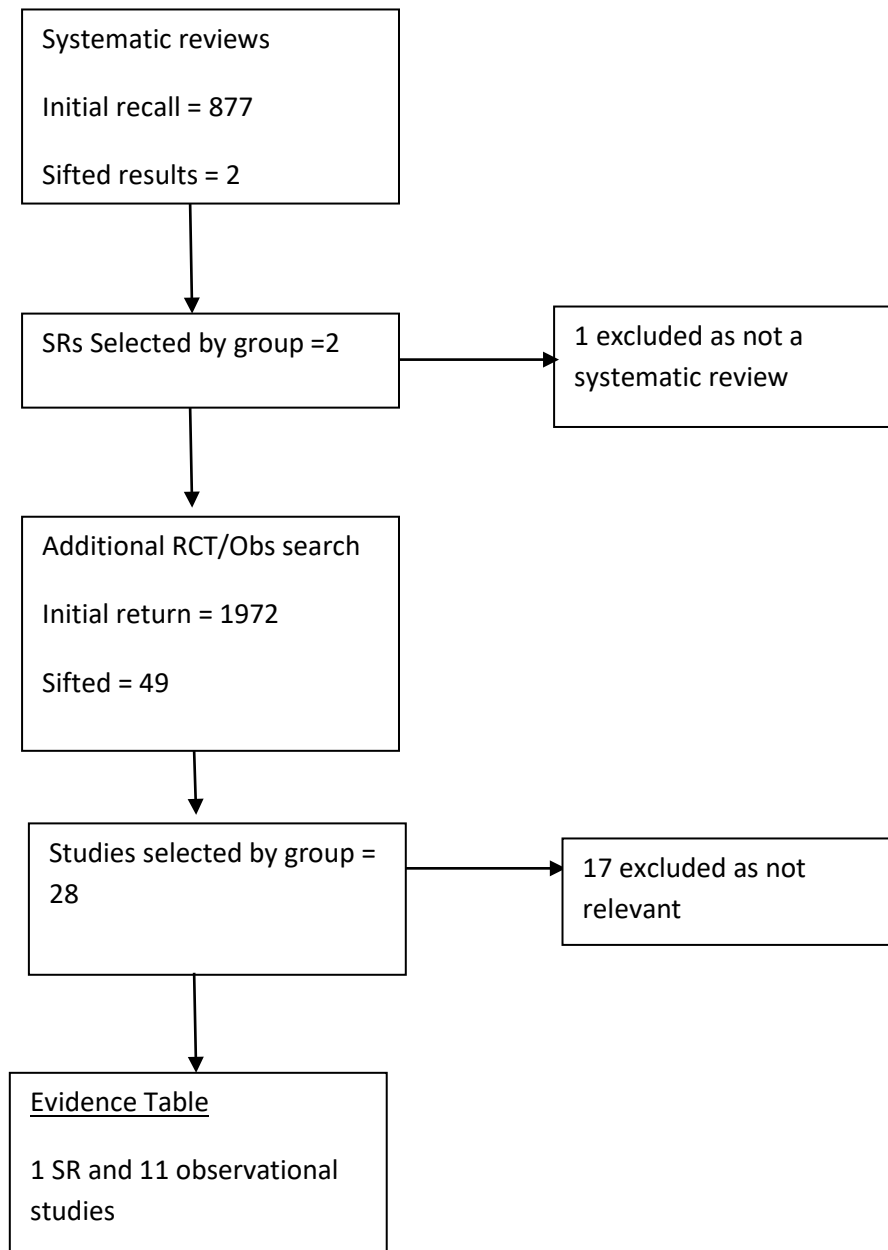 Systematic reviews
Initial recall = 877
Sifted results = 2
SRs Selected by group =2
1 excluded as not a
systematic review
Additional RCT/Obs search
Initial return = 1972
Sifted = 49
Studies selected by group =
28
17 excluded as not
relevant
Evidence Table
1 SR and 11 observational
studies